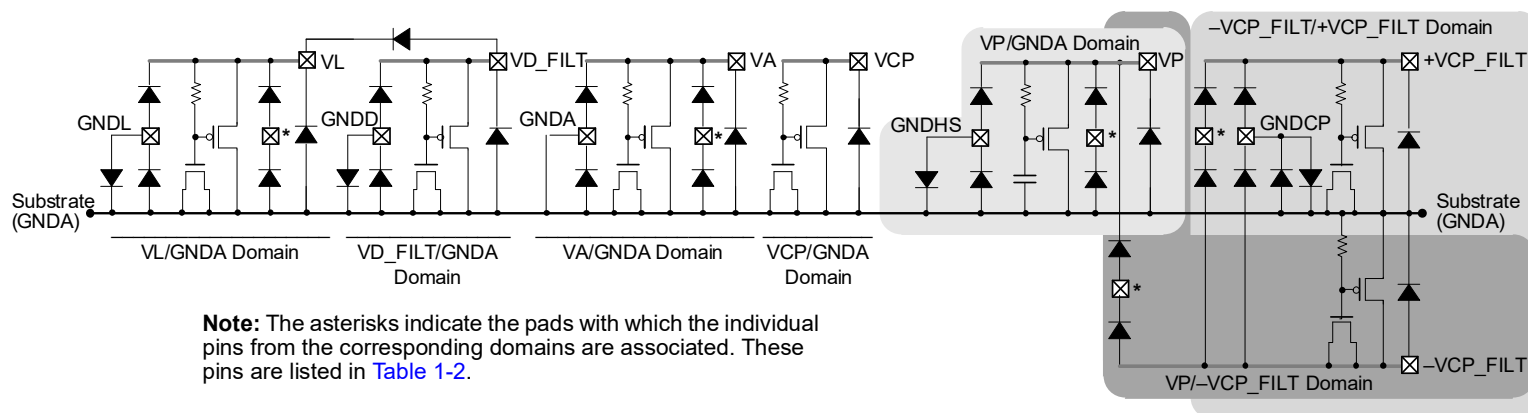 –VCP_FILT/+VCP_FILT Domain
VP/GNDA Domain
VL
VD_FILT
VA
VCP
VP
+VCP_FILT
GNDL
GNDD
GNDA
GNDHS
GNDCP
*
*
*
*
Substrate
(GNDA)
Substrate
(GNDA)
VL/GNDA Domain
VD_FILT/GNDA
Domain
VA/GNDA Domain
VCP/GNDA
Domain
*
Note: The asterisks indicate the pads with which the individual
pins from the corresponding domains are associated. These
pins are listed in Table 1-2.
–VCP_FILT
VP/–VCP_FILT Domain